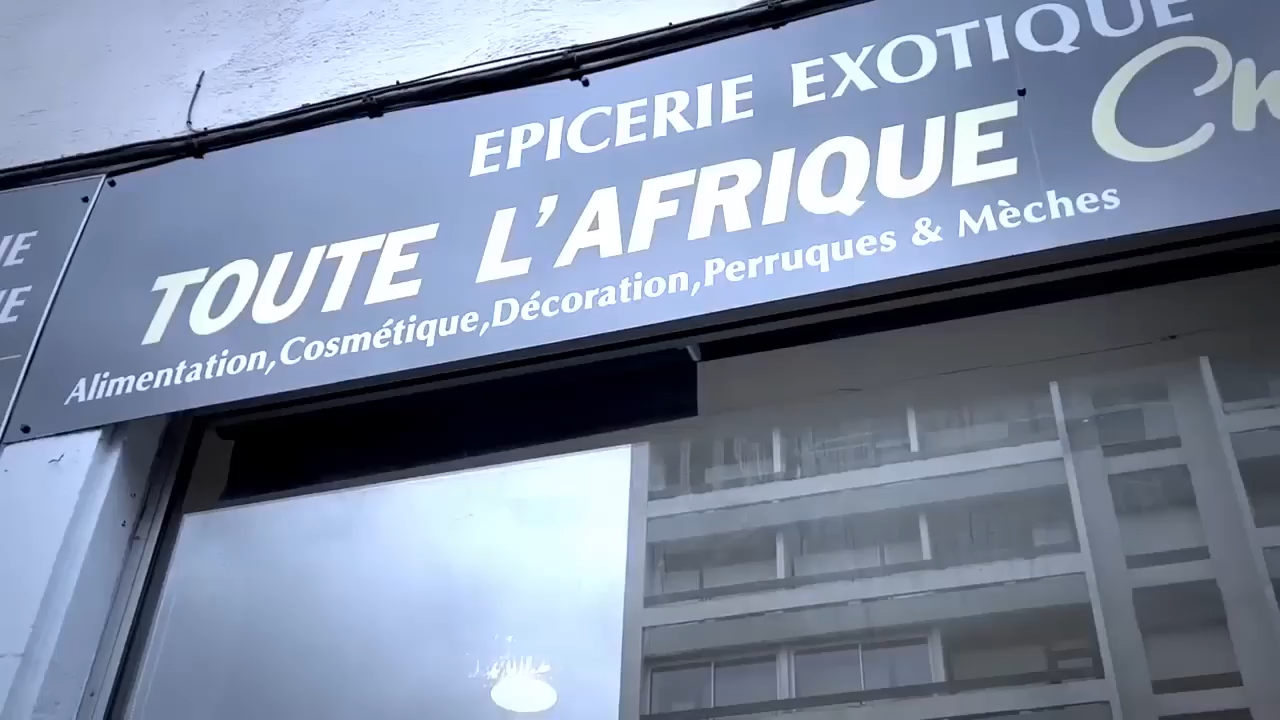 EPICERIE EXOTIQUE
TOUTE L'AFRIQUE
Alimentation,Cosmétique,Décoration,Perruques & Mèches